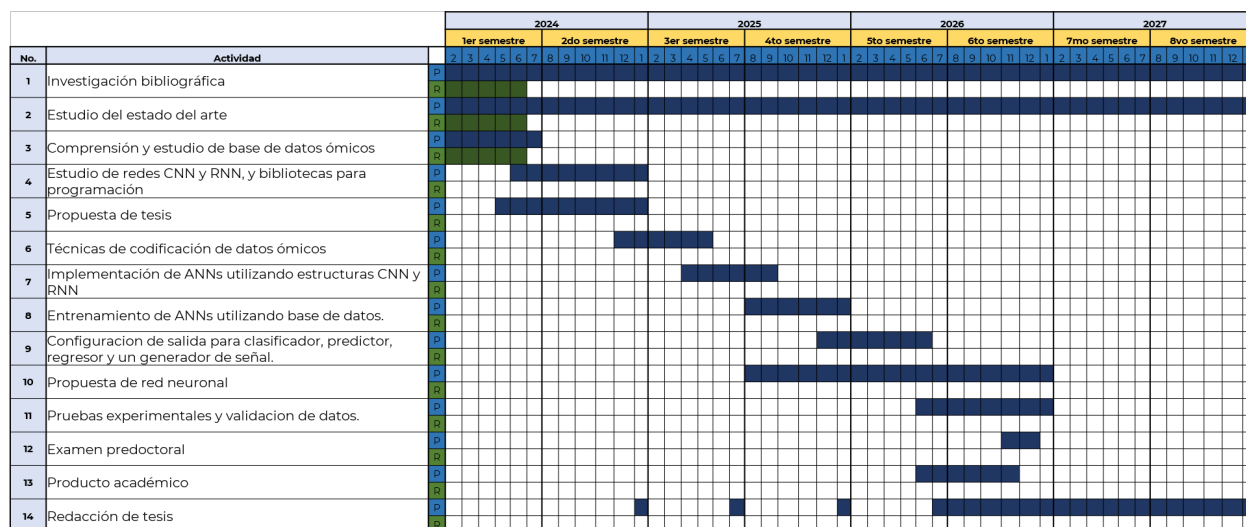 2024 2025 2026 2027
1er semestre 2do semestre 3er semestre 4to semestre 5to semestre 6to semestre 7mo semestre 8vo semestre
No. Actividad 2 3 4 5 6 7 8 9 10 11 12 1 2 3 4 5 6 7 8 9 10 11 12 1 2 3 4 5 6 7 8 9 10 11 12 1 2 3 4 5 6 7 8 9 10 11 12
1 Investigación bibliográfica P
R
2 Estudio del estado del arte P
R
3 Comprensión y estudio de base de datos ómicos P
R
4 Estudio de redes CNN y RNN, y bibliotecas para P
programación R
5 Propuesta de tesis P
R
6 Técnicas de codificación de datos ómicos P
R
7 Implementación de ANNs utilizando estructuras CNN y P
RNN R
8 Entrenamiento de ANNs utilizando base de datos. P
R
9 Configuracion de salida para clasificador, predictor, P
regresor y un generador de señal. R
10 Propuesta de red neuronal P
R
11 Pruebas experimentales y validacion de datos. P
R
12 Examen predoctoral P
R
13 Producto académico P
R
14 Redacción de tesis P
R